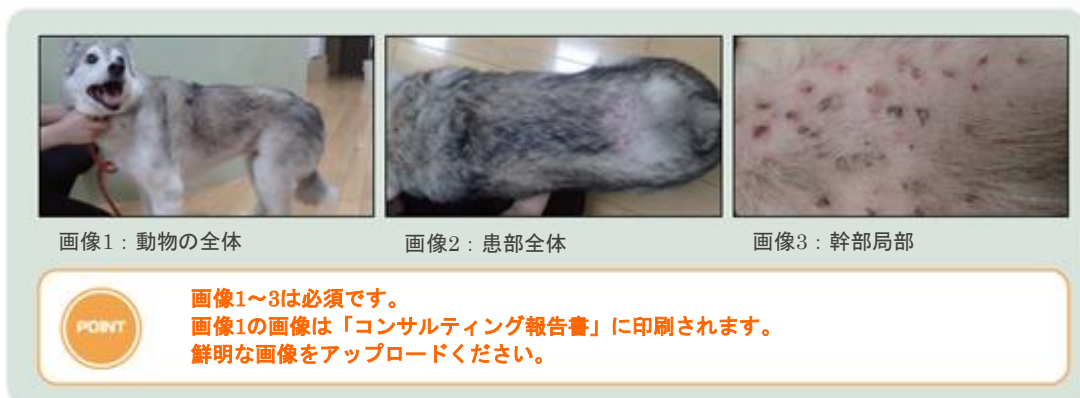 画像1：動物の全体
画像2：患部全体
画像3：幹部局部
POINT
画像1～3は必須です。
画像1の画像は「コンサルティング報告書」に印刷されます。
鮮明な画像をアップロードください。